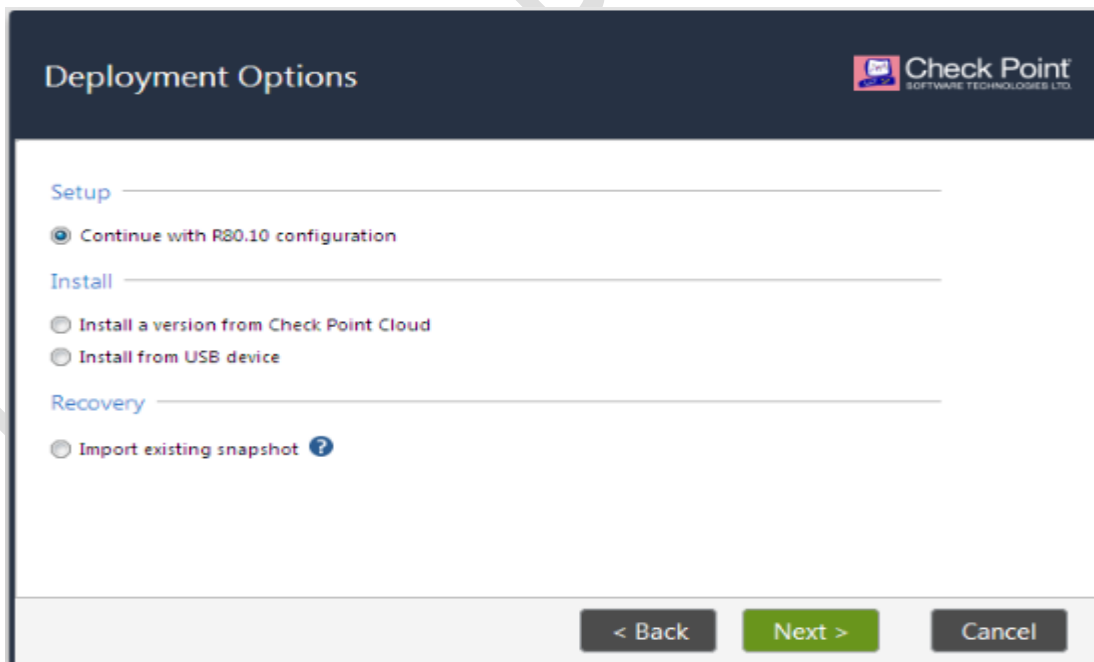 Deployment Options
Check Point
SOFTWARE TECHNOLOGIES LTD.
Setup
Continue with R80.10 configuration
Install
Install a version from Check Point Cloud
Install from USB device
Recovery
Import existing snapshot ?
< Back Next > Cancel